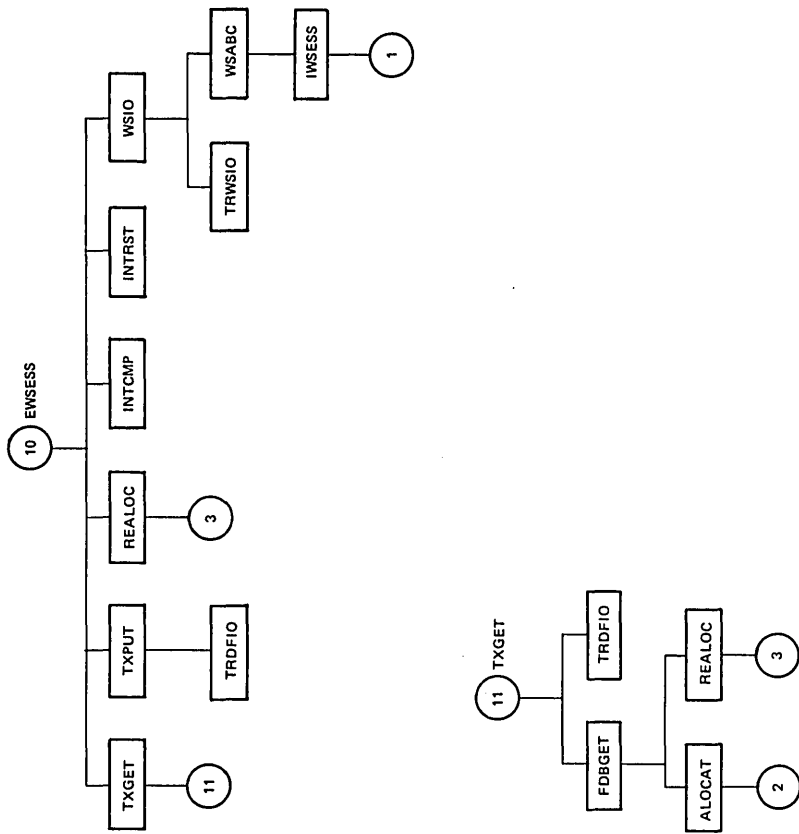 10 EWSESS
TXGET
TXPUT
REALOC
INTCMP
INTRST
WSIO
11
TRDFIO
3
TRWSIO
WSABC
IWSESS
1
11 TXGET
FDBGET
TRDFIO
ALOCAT
REALOC
2
3